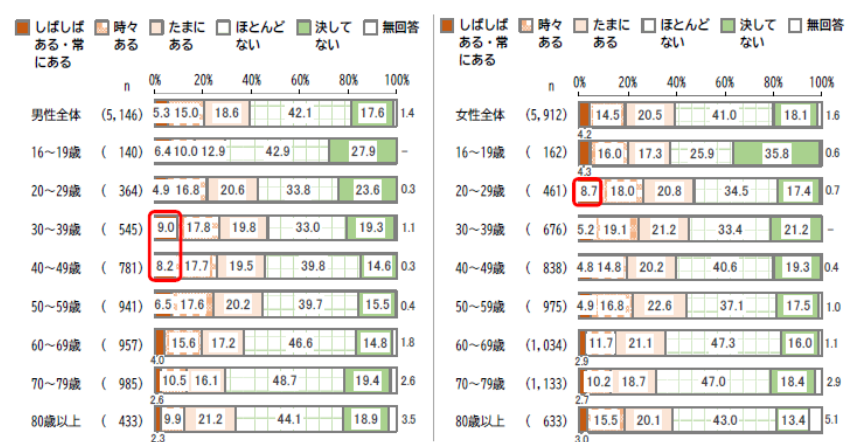 しばしばある・常にある 時々ある たまにある ほとんどない 決してない 無回答
n 0% 20% 40% 60% 80% 100%
男性全体 (5,146) 5.3 15.0 18.6 42.1 17.6 1.4
16～19歳 ( 140) 6.4 10.0 12.9 42.9 27.9 -
20～29歳 ( 364) 4.9 16.8 20.6 33.8 23.6 0.3
30～39歳 ( 545) 9.0 17.8 19.8 33.0 19.3 1.1
40～49歳 ( 781) 8.2 17.7 19.5 39.8 14.6 0.3
50～59歳 ( 941) 6.5 17.6 20.2 39.7 15.5 0.4
60～69歳 ( 957) 4.0 15.6 17.2 46.6 14.8 1.8
70～79歳 ( 985) 2.6 10.5 16.1 48.7 19.4 2.6
80歳以上 ( 433) 2.3 9.9 21.2 44.1 18.9 3.5
しばしばある・常にある 時々ある たまにある ほとんどない 決してない 無回答
n 0% 20% 40% 60% 80% 100%
女性全体 (5,912) 4.2 14.5 20.5 41.0 18.1 1.6
16～19歳 ( 162) 4.3 16.0 17.3 25.9 35.8 0.6
20～29歳 ( 461) 8.7 18.0 20.8 34.5 17.4 0.7
30～39歳 ( 676) 5.2 19.1 21.2 33.4 21.2 -
40～49歳 ( 838) 4.8 14.8 20.2 40.6 19.3 0.4
50～59歳 ( 975) 4.9 16.8 22.6 37.1 17.5 1.0
60～69歳 (1,034) 2.9 11.7 21.1 47.3 16.0 1.1
70～79歳 (1,133) 2.7 10.2 18.7 47.0 18.4 2.9
80歳以上 ( 633) 3.0 15.5 20.1 43.0 13.4 5.1